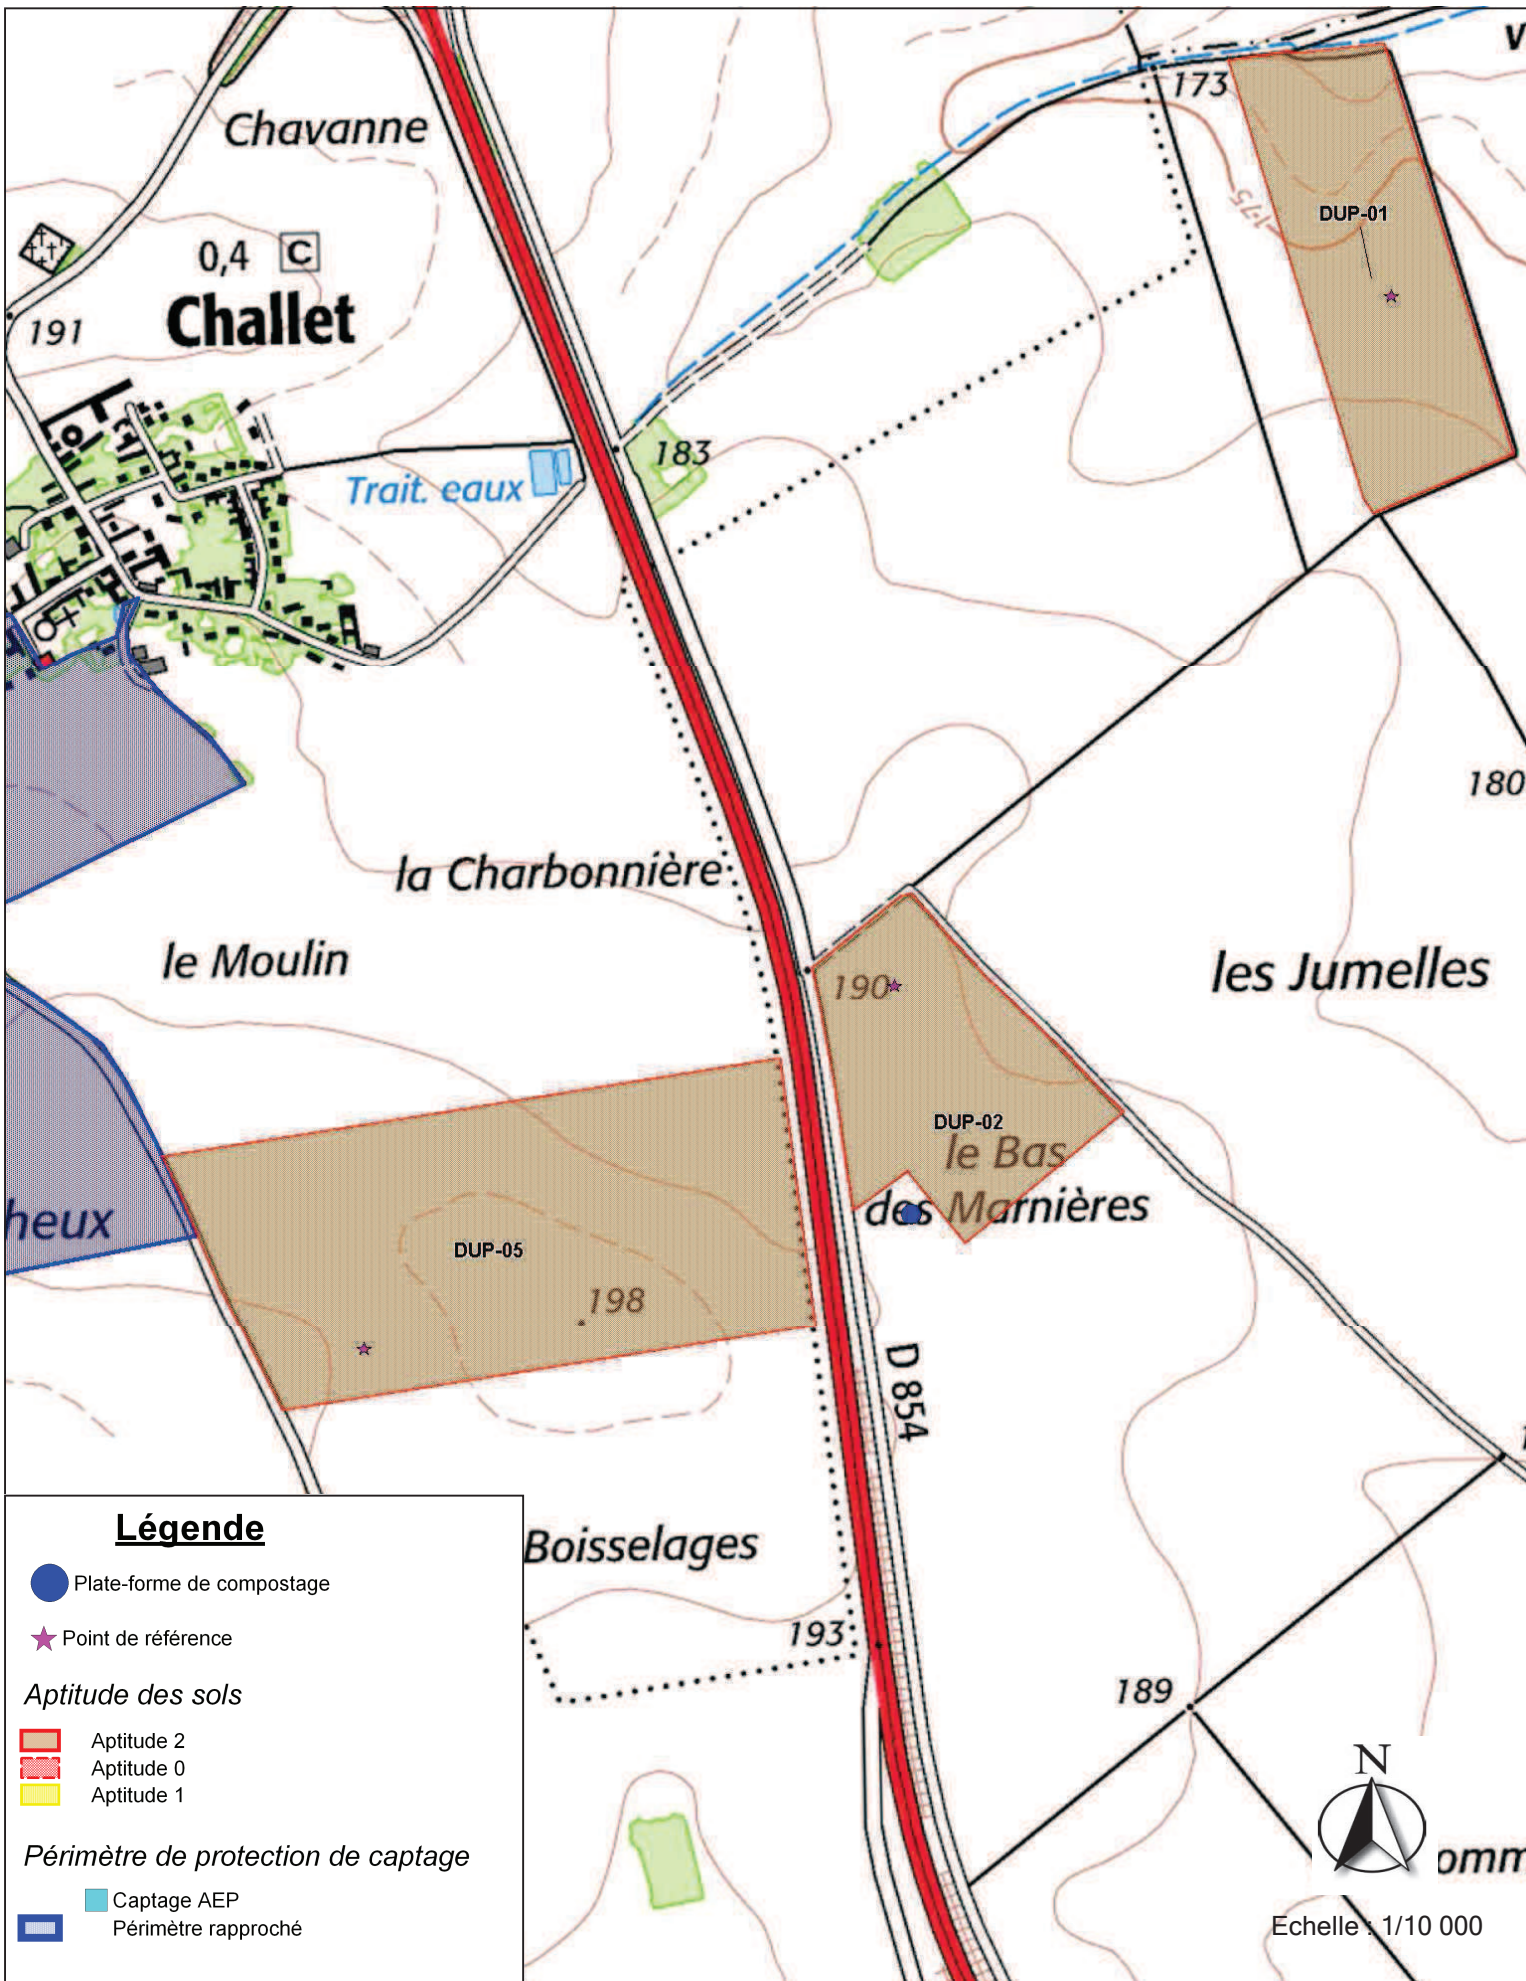 V
173
Chavanne
DUP-01
1-75
0,4 C
Challet
191
183
Trait. eaux
180
la Charbonnière
le Moulin
les Jumelles
190
DUP-02
le Bas
des Marnières
heux
DUP-05
198
D 854
Boisselages
193
189
Légende
Plate-forme de compostage
Point de référence
Aptitude des sols
Aptitude 2
Aptitude 0
Aptitude 1
Périmètre de protection de captage
Captage AEP
Périmètre rapproché
N
omm
Echelle : 1/10 000